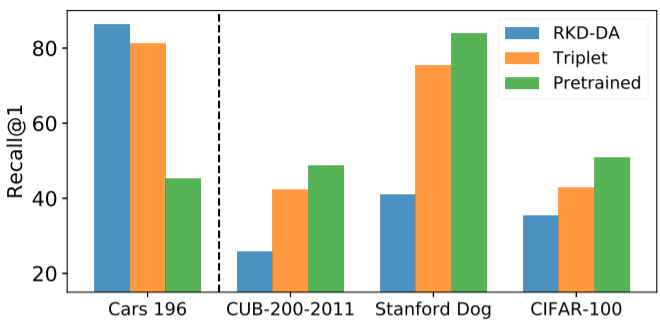 Recall@1
80
60
40
20
RKD-DA
Triplet
Pretrained
Cars 196
CUB-200-2011
Stanford Dog
CIFAR-100